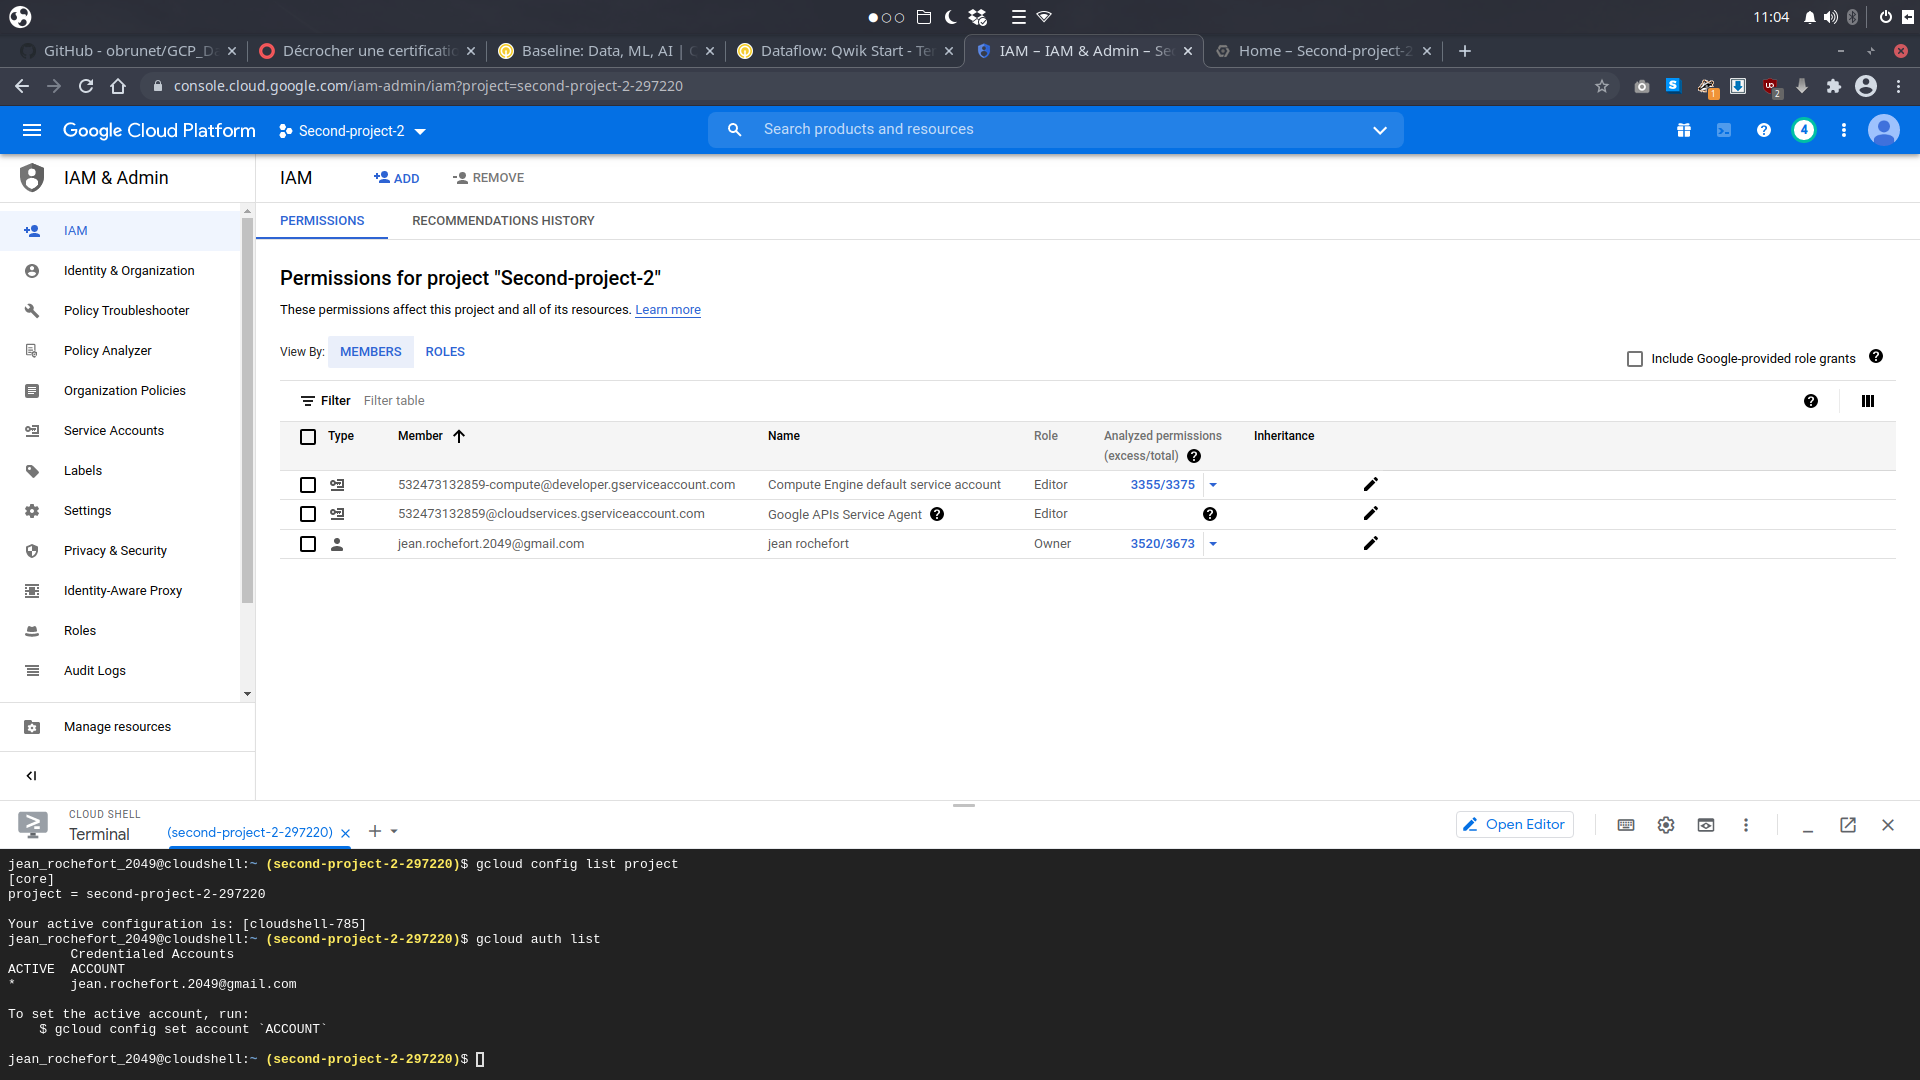 11:04
GitHub - obrunet/GCP_Da
Décrocher une certificatio
Baseline: Data, ML, AI | Q
Dataflow: Qwik Start - Te
IAM – IAM & Admin – Se
Home – Second-project-2
console.cloud.google.com/iam-admin/iam?project=second-project-2-297220
1
2
Google Cloud Platform
Second-project-2
Search products and resources
4
IAM & Admin
IAM
ADD
REMOVE
IAM
Identity & Organization
Policy Troubleshooter
Policy Analyzer
Organization Policies
Service Accounts
Labels
Settings
Privacy & Security
Identity-Aware Proxy
Roles
Audit Logs
Manage resources
PERMISSIONS RECOMMENDATIONS HISTORY
Permissions for project "Second-project-2"
These permissions affect this project and all of its resources. Learn more
View By: MEMBERS ROLES
Include Google-provided role grants
Filter Filter table
Type Member Name Role Analyzed permissions (excess/total) Inheritance
532473132859-compute@developer.gserviceaccount.com Compute Engine default service account Editor 3355/3375
532473132859@cloudservices.gserviceaccount.com Google APIs Service Agent Editor
jean.rochefort.2049@gmail.com jean rochefort Owner 3520/3673
CLOUD SHELL
Terminal
(second-project-2-297220)
Open Editor
jean_rochefort_2049@cloudshell:~ (second-project-2-297220)$ gcloud config list project
[core]
project = second-project-2-297220
Your active configuration is: [cloudshell-785]
jean_rochefort_2049@cloudshell:~ (second-project-2-297220)$ gcloud auth list
Credentialed Accounts
ACTIVE ACCOUNT
* jean.rochefort.2049@gmail.com
To set the active account, run:
$ gcloud config set account `ACCOUNT`
jean_rochefort_2049@cloudshell:~ (second-project-2-297220)$